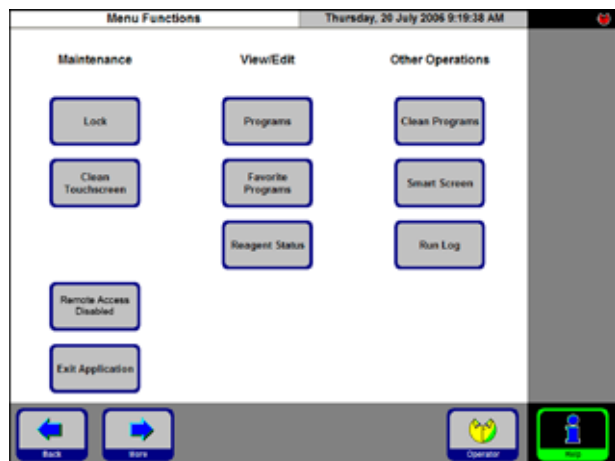 Menu Functions
Thursday, 20 July 2006 9:19:38 AM
Maintenance
View/Edit
Other Operations
Lock
Programs
Clean Programs
Clean
Touchscreen
Favorite
Programs
Smart Screen
Reagent Status
Run Log
Remote Access
Disabled
Exit Application
Back
More
Operator
Help